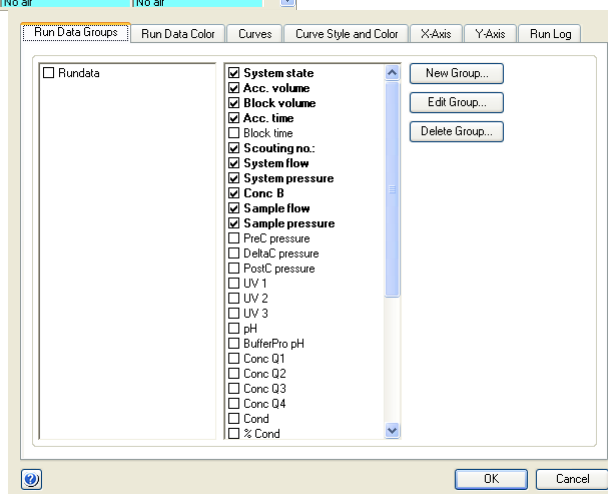 No air No air
Run Data Groups Run Data Color Curves Curve Style and Color X-Axis Y-Axis Run Log
Rundata
System state
Acc. volume
Block volume
Acc. time
Block time
Scouting no.:
System flow
System pressure
Conc B
Sample flow
Sample pressure
PreC pressure
DeltaC pressure
PostC pressure
UV 1
UV 2
UV 3
pH
BufferPro pH
Conc Q1
Conc Q2
Conc Q3
Conc Q4
Cond
% Cond
New Group...
Edit Group...
Delete Group...
?
OK Cancel